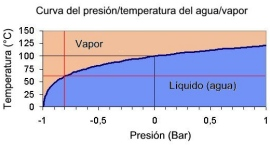 Curva del presión/temperatura del agua/vapor
Temperatura (°C)
150
125
100
75
50
25
0
Vapor
Líquido (agua)
-1
-0,5
0
0,5
1
Presión (Bar)